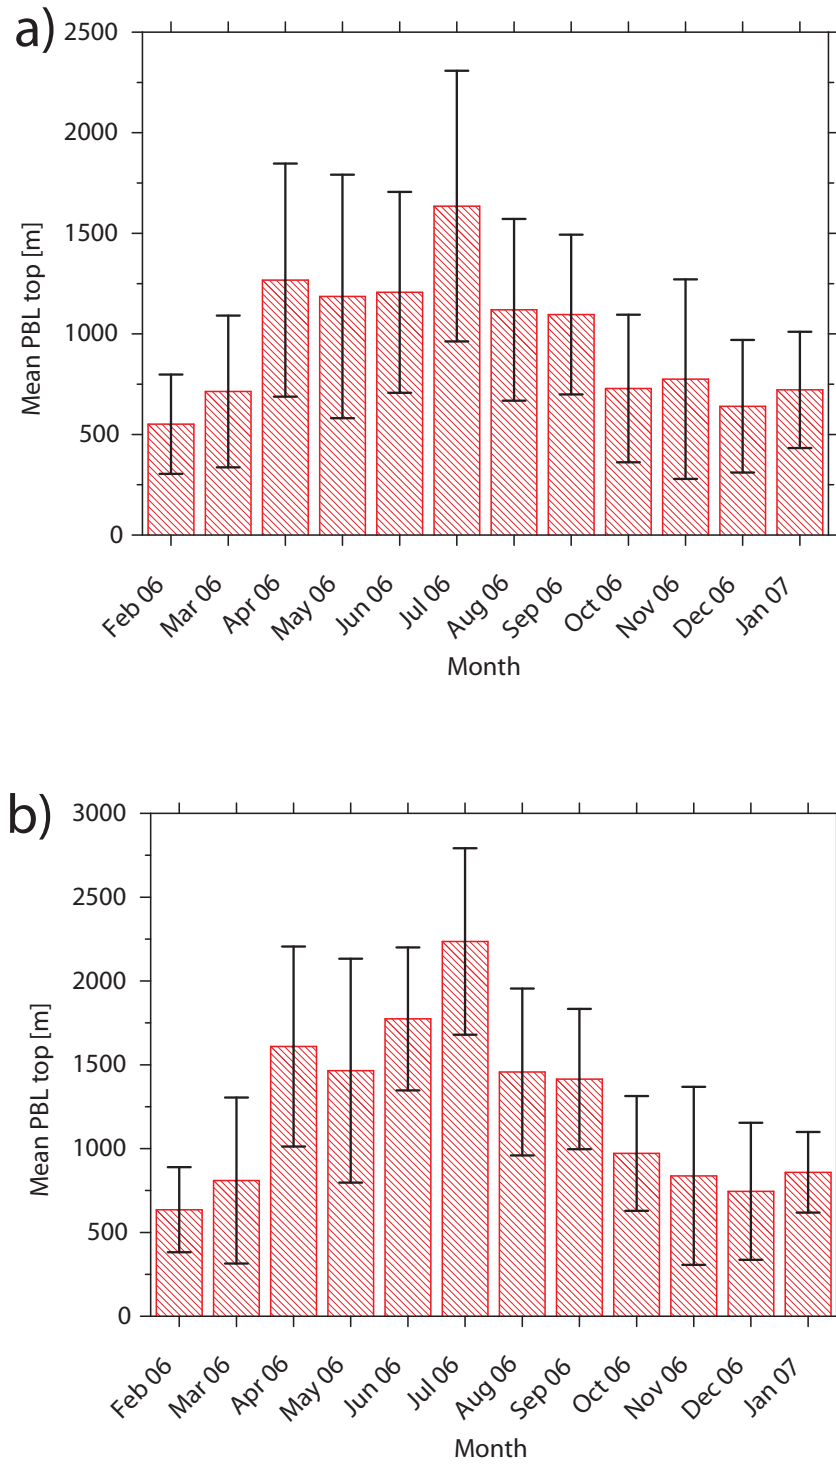 a)
2500
2000
1500
1000
500
0
Mean PBL top [m]
Feb 06 Mar 06 Apr 06 May 06 Jun 06 Jul 06 Aug 06 Sep 06 Oct 06 Nov 06 Dec 06 Jan 07
Month
b)
3000
2500
2000
1500
1000
500
0
Mean PBL top [m]
Feb 06 Mar 06 Apr 06 May 06 Jun 06 Jul 06 Aug 06 Sep 06 Oct 06 Nov 06 Dec 06 Jan 07
Month